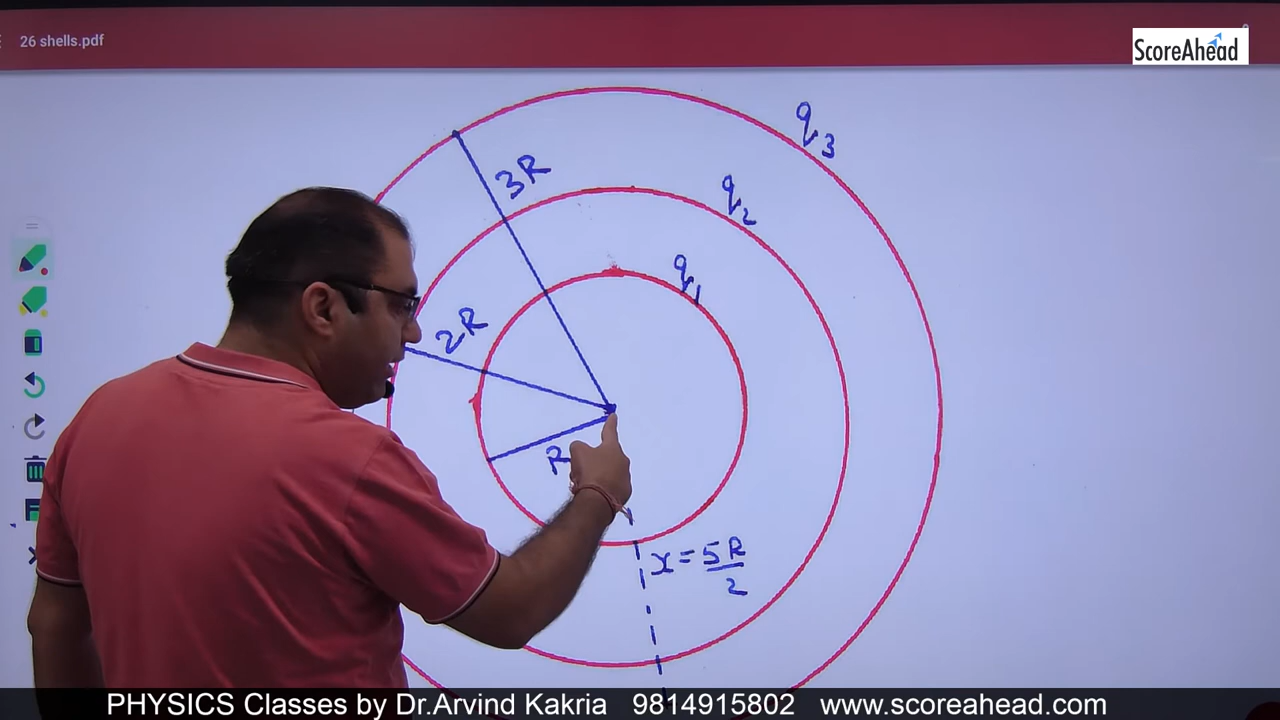 26 shells.pdf
ScoreAhead
q3
3R
q2
q1
2R
R
x = 5R
2
PHYSICS Classes by Dr.Arvind Kakria 9814915802 www.scoreahead.com